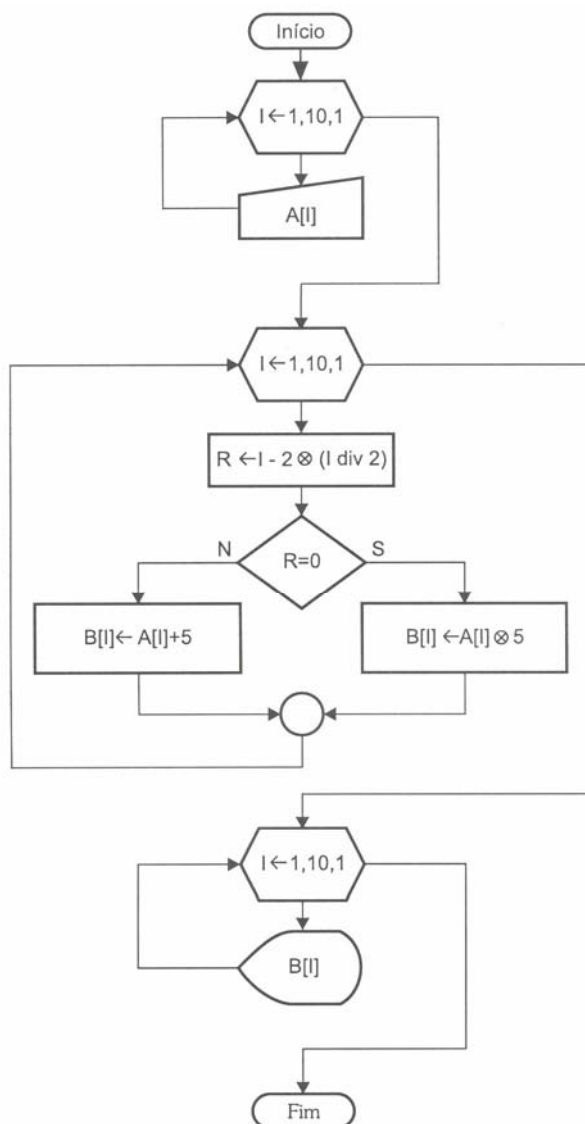 Início
I ← 1,10,1
A[I]
I ← 1,10,1
R ← I - 2 ⊗ (I div 2)
N
R=0
S
B[I] ← A[I]+5
B[I] ← A[I] ⊗ 5
I ← 1,10,1
B[I]
Fim